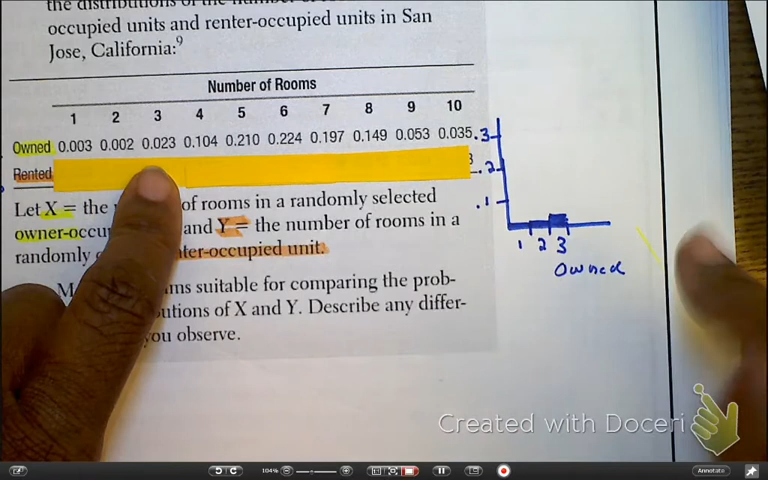 the distributions of the number of
occupied units and renter-occupied units in San
Jose, California:9
Number of Rooms
1 2 3 4 5 6 7 8 9 10
Owned 0.003 0.002 0.023 0.104 0.210 0.224 0.197 0.149 0.053 0.035
Rented 3
Let X = the of rooms in a randomly selected
owner-occu and Y = the number of rooms in a
randomly ter-occupied unit.
M ms suitable for comparing the prob-
utions of X and Y. Describe any differ-
you observe.
.3
.2
.1
1 2 3
Owned
Created with Doceri
104%
Annotate